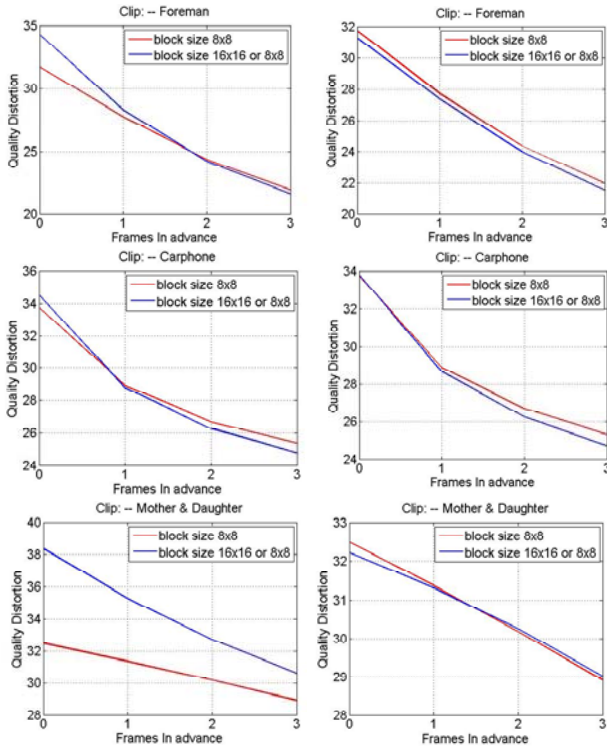 Clip: -- Foreman
35
30
25
20
0 1 2 3
Quality Distortion
Frames In advance
block size 8x8
block size 16x16 or 8x8
Clip: -- Foreman
32
30
28
26
24
22
20
0 1 2 3
Quality Distortion
Frames In advance
block size 8x8
block size 16x16 or 8x8
Clip: -- Carphone
36
34
32
30
28
26
24
0 1 2 3
Quality Distortion
Frames In advance
block size 8x8
block size 16x16 or 8x8
Clip: -- Carphone
34
32
30
28
26
24
0 1 2 3
Quality Distortion
Frames In advance
block size 8x8
block size 16x16 or 8x8
Clip: -- Mother & Daughter
40
38
36
34
32
30
28
0 1 2 3
Quality Distortion
Frames In advance
block size 8x8
block size 16x16 or 8x8
Clip: -- Mother & Daughter
33
32
31
30
29
28
0 1 2 3
Quality Distortion
Frames In advance
block size 8x8
block size 16x16 or 8x8